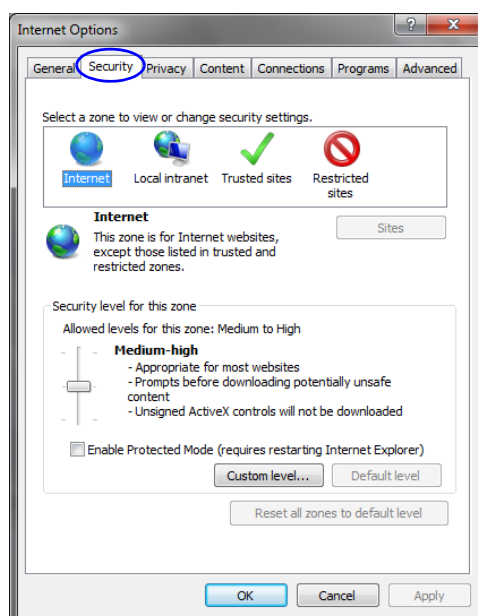 Internet Options
General Security Privacy Content Connections Programs Advanced
Select a zone to view or change security settings.
Internet Local intranet Trusted sites Restricted
sites
Internet
Sites
This zone is for Internet websites,
except those listed in trusted and
restricted zones.
Security level for this zone
Allowed levels for this zone: Medium to High
Medium-high
- Appropriate for most websites
- Prompts before downloading potentially unsafe
content
- Unsigned ActiveX controls will not be downloaded
Enable Protected Mode (requires restarting Internet Explorer)
Custom level... Default level
Reset all zones to default level
OK Cancel Apply